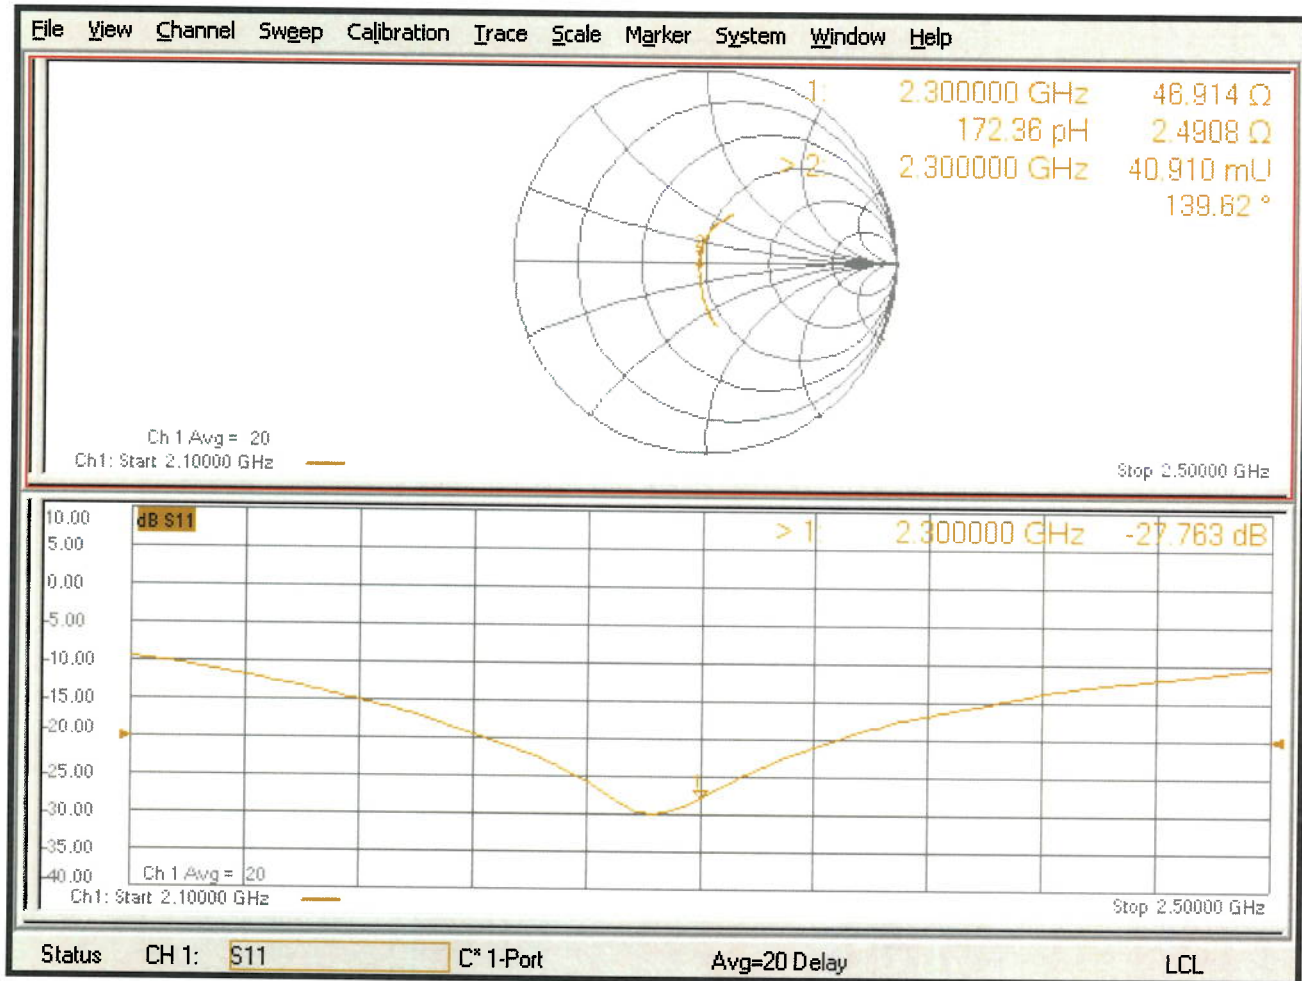 File View Channel Sweep Calibration Trace Scale Marker System Window Help
1: 2.300000 GHz 46.914 Ω
172.36 pH 2.4908 Ω
> 2: 2.300000 GHz 40.910 mU
139.62 °
Ch 1 Avg = 20
Ch1: Start 2.10000 GHz
Stop 2.50000 GHz
10.00
dB S11
> 1: 2.300000 GHz -27.763 dB
5.00
0.00
-5.00
-10.00
-15.00
-20.00
-25.00
1
-30.00
-35.00
-40.00
Ch 1 Avg = 20
Ch1: Start 2.10000 GHz
Stop 2.50000 GHz
Status CH 1: S11 C* 1-Port Avg=20 Delay LCL